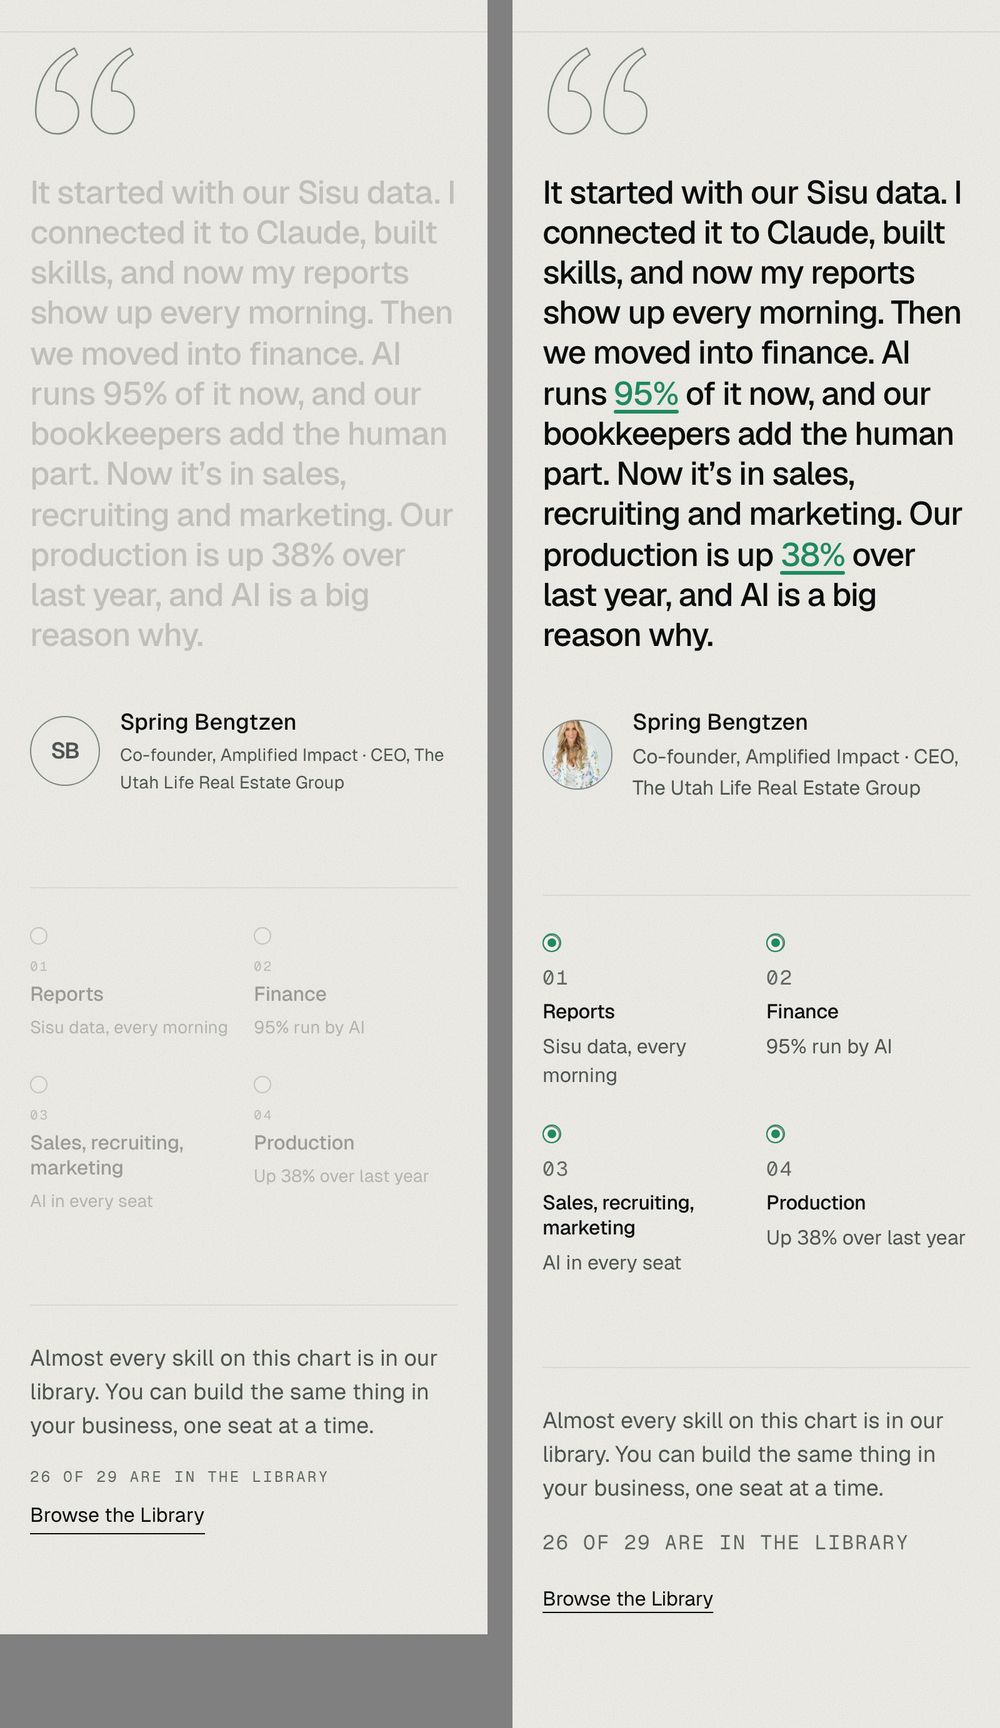 “
It started with our Sisu data. I
connected it to Claude, built
skills, and now my reports
show up every morning. Then
we moved into finance. AI
runs 95% of it now, and our
bookkeepers add the human
part. Now it’s in sales,
recruiting and marketing. Our
production is up 38% over
last year, and AI is a big
reason why.
SB
Spring Bengtzen
Co-founder, Amplified Impact · CEO, The
Utah Life Real Estate Group
01
Reports
Sisu data, every morning
02
Finance
95% run by AI
03
Sales, recruiting,
marketing
AI in every seat
04
Production
Up 38% over last year
Almost every skill on this chart is in our
library. You can build the same thing in
your business, one seat at a time.
26 OF 29 ARE IN THE LIBRARY
Browse the Library
“
It started with our Sisu data. I
connected it to Claude, built
skills, and now my reports
show up every morning. Then
we moved into finance. AI
runs 95% of it now, and our
bookkeepers add the human
part. Now it’s in sales,
recruiting and marketing. Our
production is up 38% over
last year, and AI is a big
reason why.
Spring Bengtzen
Co-founder, Amplified Impact · CEO,
The Utah Life Real Estate Group
01
Reports
Sisu data, every
morning
02
Finance
95% run by AI
03
Sales, recruiting,
marketing
AI in every seat
04
Production
Up 38% over last year
Almost every skill on this chart is in our
library. You can build the same thing in
your business, one seat at a time.
26 OF 29 ARE IN THE LIBRARY
Browse the Library